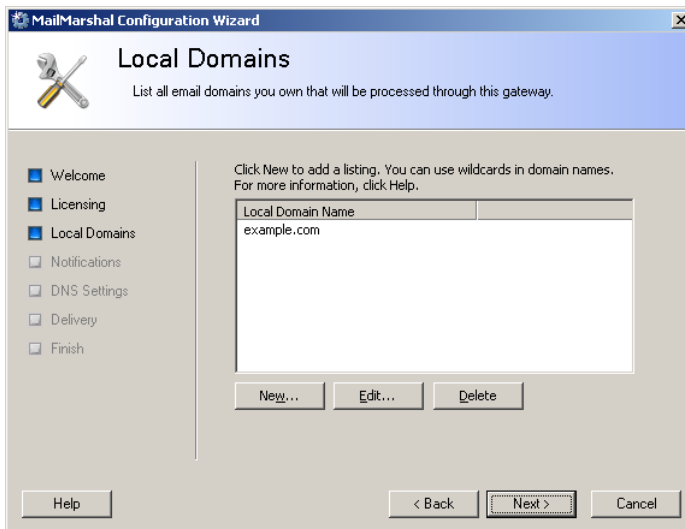 MailMarshal Configuration Wizard
Local Domains
List all email domains you own that will be processed through this gateway.
Welcome
Licensing
Local Domains
Notifications
DNS Settings
Delivery
Finish
Click New to add a listing. You can use wildcards in domain names.
For more information, click Help.
Local Domain Name
example.com
New...
Edit...
Delete
Help
< Back
Next >
Cancel